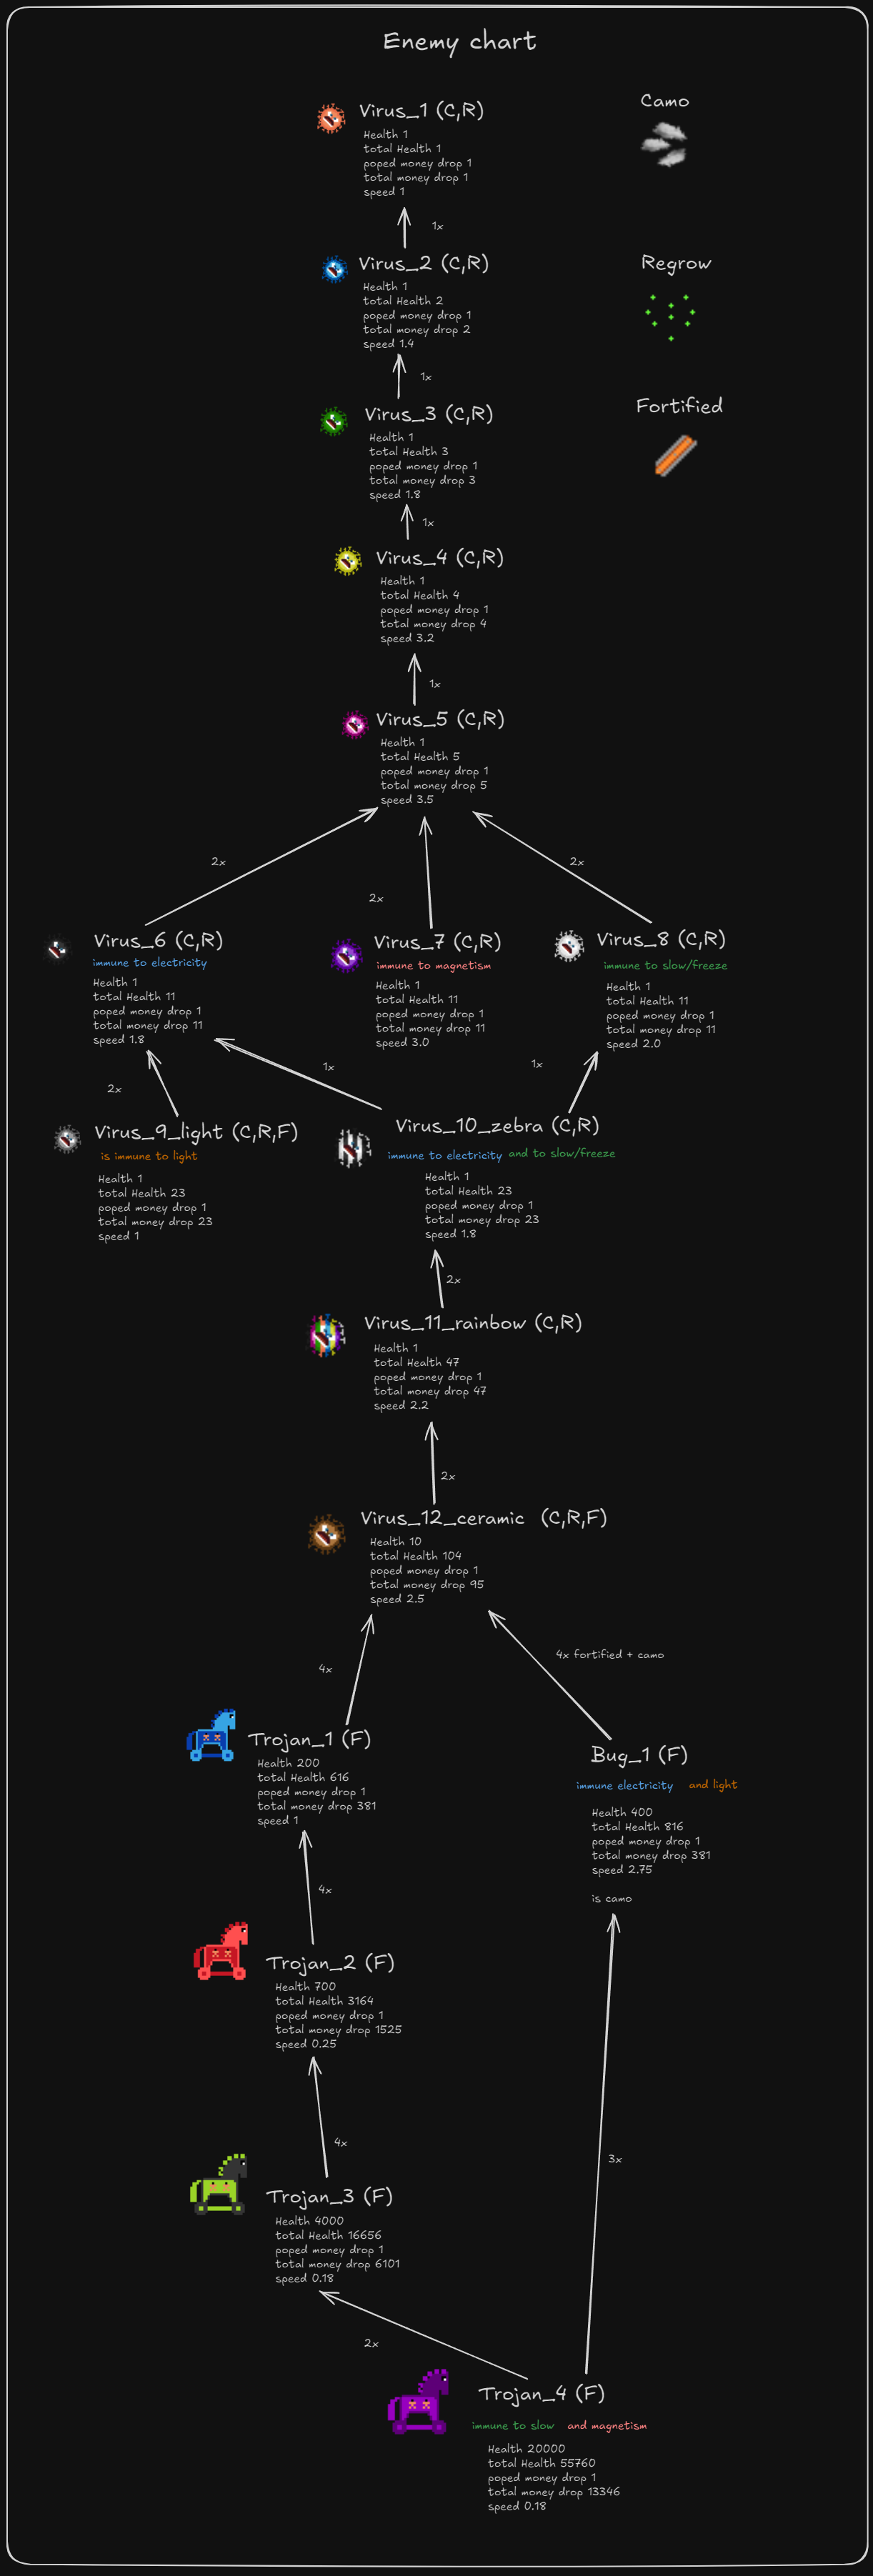 Enemy chart
Virus_1 (C,R)
Health 1
total Health 1
poped money drop 1
total money drop 1
speed 1
Camo
1x
Virus_2 (C,R)
Health 1
total Health 2
poped money drop 1
total money drop 2
speed 1.4
Regrow
1x
Virus_3 (C,R)
Health 1
total Health 3
poped money drop 1
total money drop 3
speed 1.8
Fortified
1x
Virus_4 (C,R)
Health 1
total Health 4
poped money drop 1
total money drop 4
speed 3.2
1x
Virus_5 (C,R)
Health 1
total Health 5
poped money drop 1
total money drop 5
speed 3.5
2x
2x
2x
Virus_6 (C,R)
immune to electricity
Health 1
total Health 11
poped money drop 1
total money drop 11
speed 1.8
Virus_7 (C,R)
immune to magnetism
Health 1
total Health 11
poped money drop 1
total money drop 11
speed 3.0
Virus_8 (C,R)
immune to slow/freeze
Health 1
total Health 11
poped money drop 1
total money drop 11
speed 2.0
2x
1x
1x
Virus_9_light (C,R,F)
is immune to light
Health 1
total Health 23
poped money drop 1
total money drop 23
speed 1
Virus_10_zebra (C,R)
immune to electricity and to slow/freeze
Health 1
total Health 23
poped money drop 1
total money drop 23
speed 1.8
2x
Virus_11_rainbow (C,R)
Health 1
total Health 47
poped money drop 1
total money drop 47
speed 2.2
2x
Virus_12_ceramic (C,R,F)
Health 10
total Health 104
poped money drop 1
total money drop 95
speed 2.5
4x
4x fortified + camo
Trojan_1 (F)
Health 200
total Health 616
poped money drop 1
total money drop 381
speed 1
Bug_1 (F)
immune electricity and light
Health 400
total Health 816
poped money drop 1
total money drop 381
speed 2.75
is camo
4x
Trojan_2 (F)
Health 700
total Health 3164
poped money drop 1
total money drop 1525
speed 0.25
4x
3x
Trojan_3 (F)
Health 4000
total Health 16656
poped money drop 1
total money drop 6101
speed 0.18
2x
Trojan_4 (F)
immune to slow and magnetism
Health 20000
total Health 55760
poped money drop 1
total money drop 13346
speed 0.18